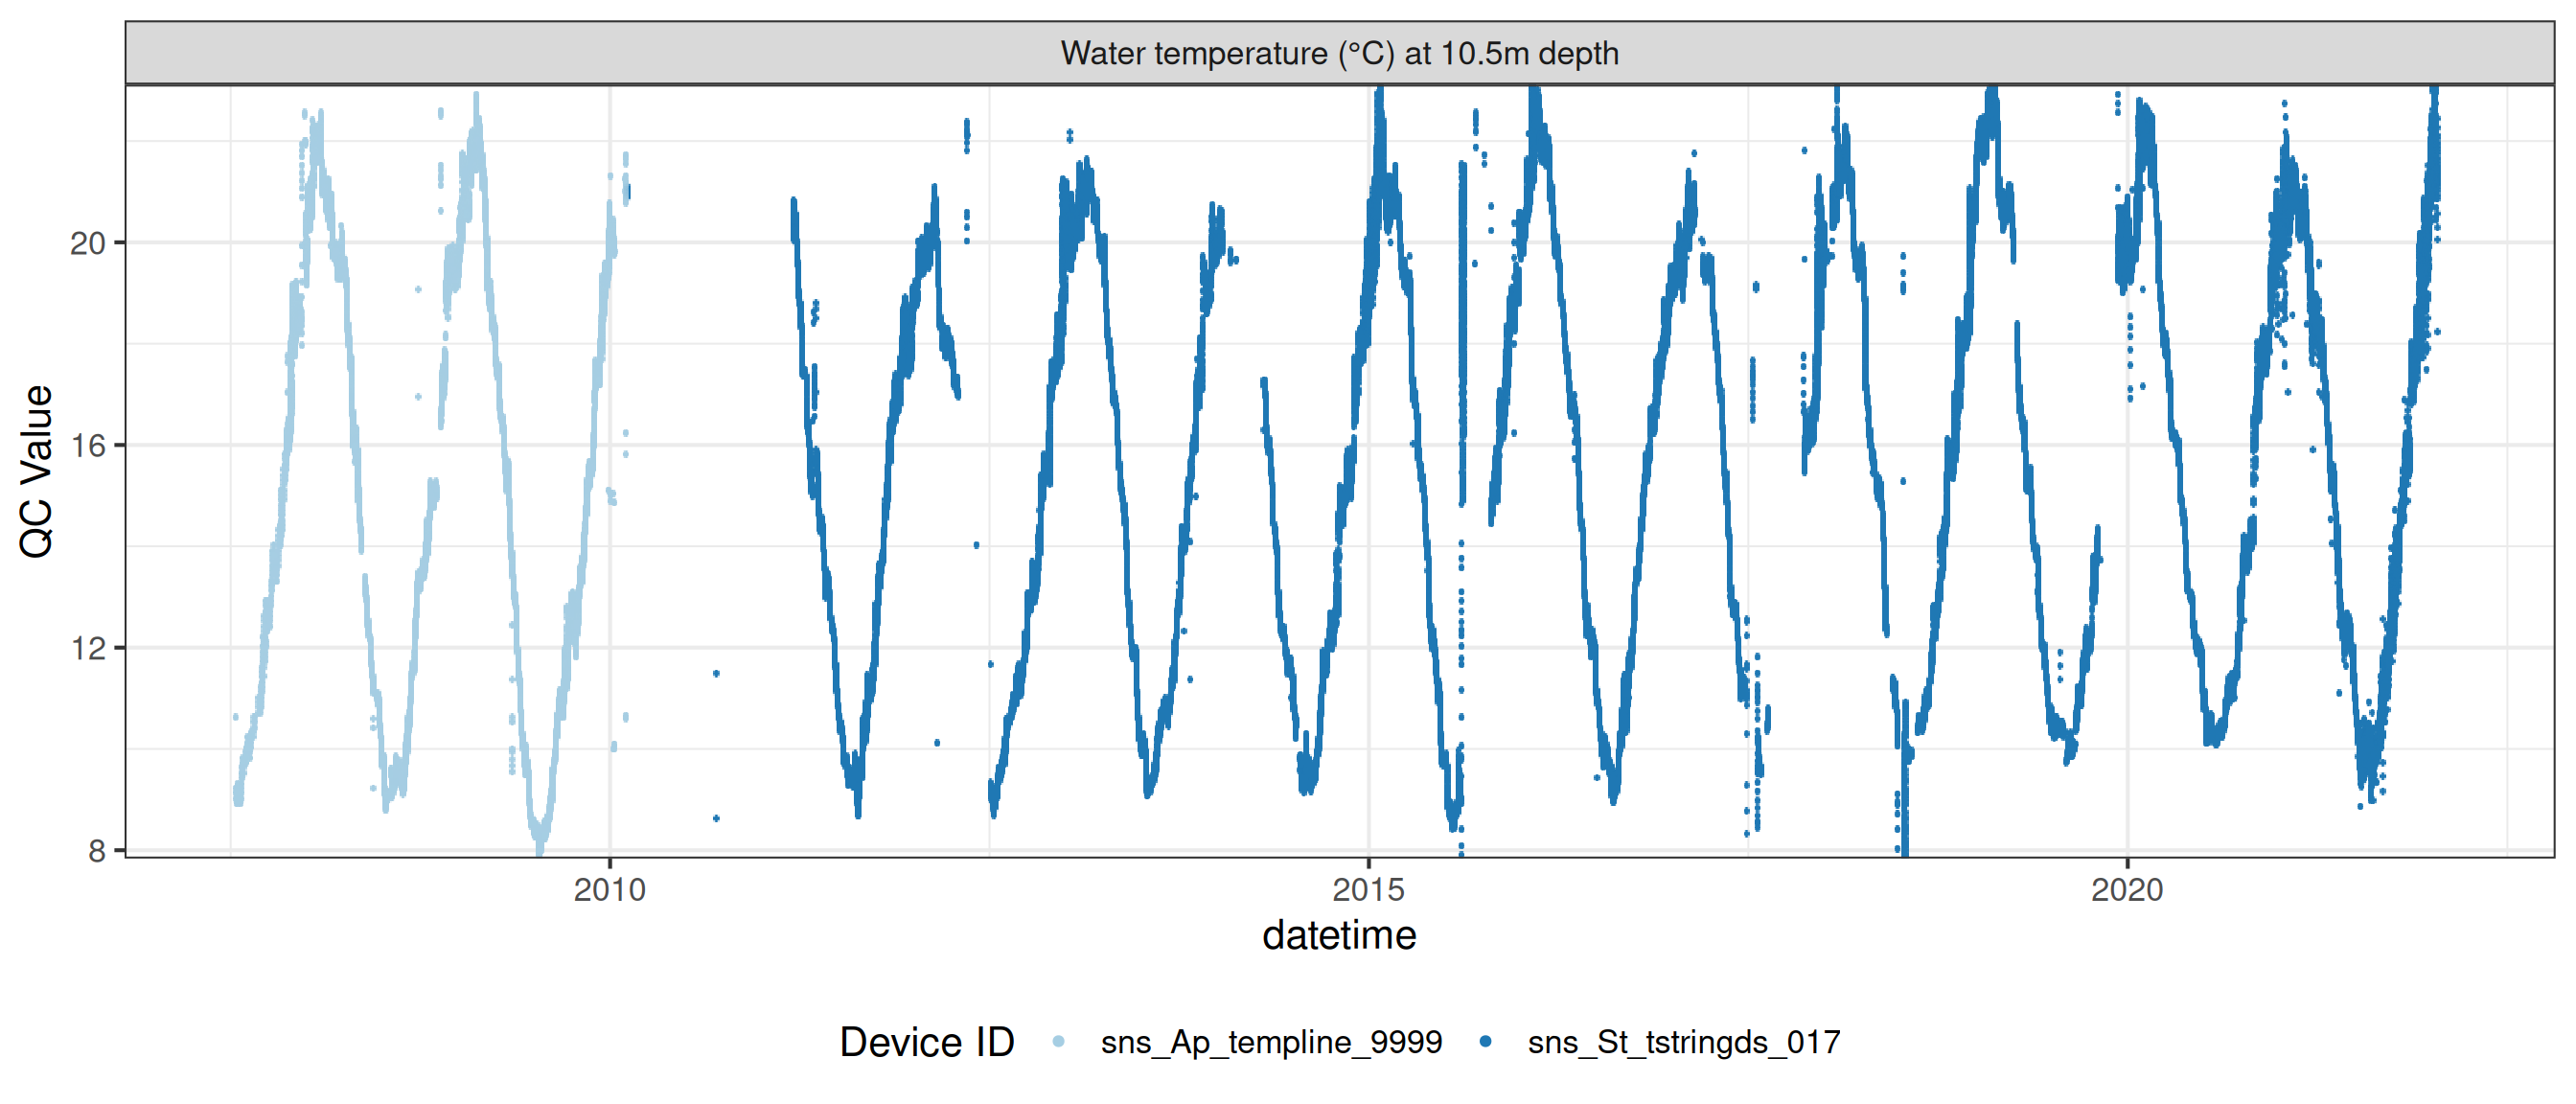 Water temperature (°C) at 10.5m depth
QC Value
20
16
12
8
2010 2015 2020
datetime
Device ID sns_Ap_templine_9999 sns_St_tstringds_017